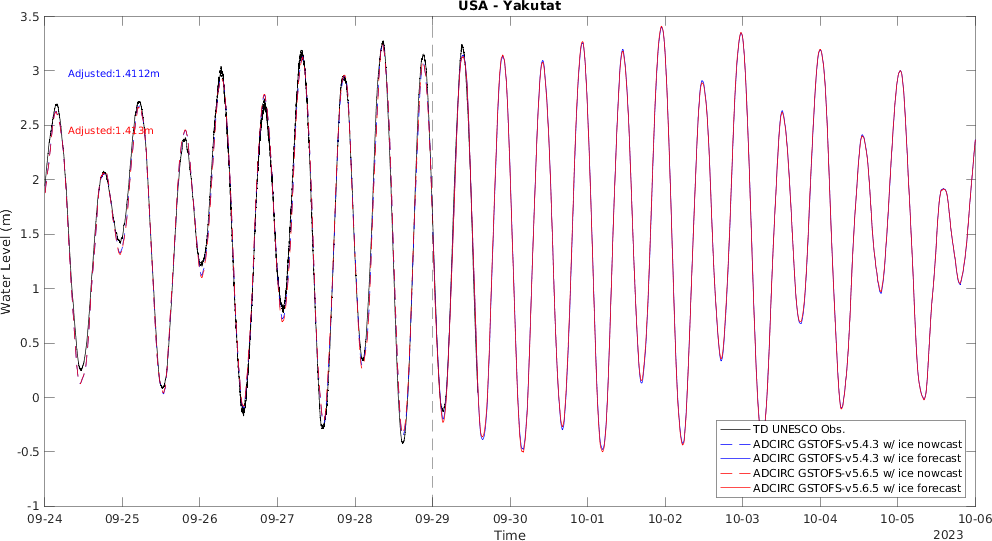 USA - Yakutat
3.5
3
2.5
2
1.5
1
0.5
0
-0.5
-1
Water Level (m)
Adjusted:1.4112m
Adjusted:1.413m
TD UNESCO Obs.
ADCIRC GSTOFS-v5.4.3 w/ ice nowcast
ADCIRC GSTOFS-v5.4.3 w/ ice forecast
ADCIRC GSTOFS-v5.6.5 w/ ice nowcast
ADCIRC GSTOFS-v5.6.5 w/ ice forecast
09-24 09-25 09-26 09-27 09-28 09-29 09-30 10-01 10-02 10-03 10-04 10-05 10-06
Time
2023